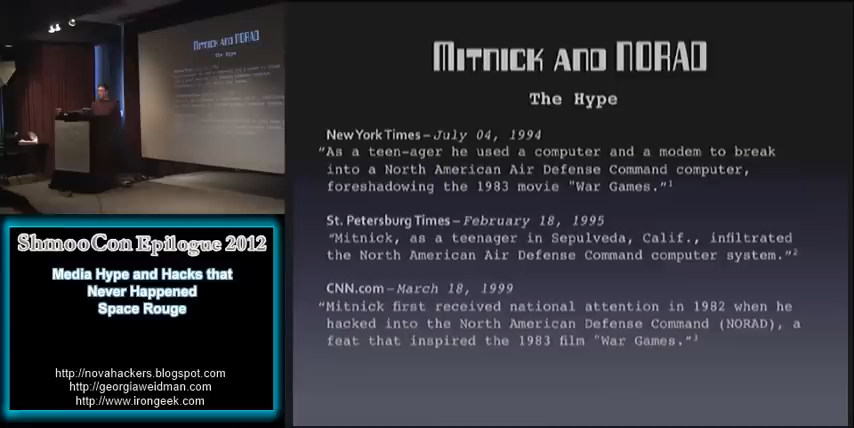 Mitnick and NORAD
The Hype
New York Times – July 04, 1994
"As a teen-ager he used a computer and a modem to break
into a North American Air Defense Command computer,
foreshadowing the 1983 movie "War Games."1
St. Petersburg Times – February 18, 1995
"Mitnick, as a teenager in Sepulveda, Calif., infiltrated
the North American Air Defense Command computer system."2
CNN.com – March 18, 1999
"Mitnick first received national attention in 1982 when he
hacked into the North American Defense Command (NORAD), a
feat that inspired the 1983 film "War Games."3
Mitnick and NORAD
The Hype
ShmooCon Epilogue 2012
Media Hype and Hacks that
Never Happened
Space Rouge
http://novahackers.blogspot.com
http://georgiaweidman.com
http://www.irongeek.com